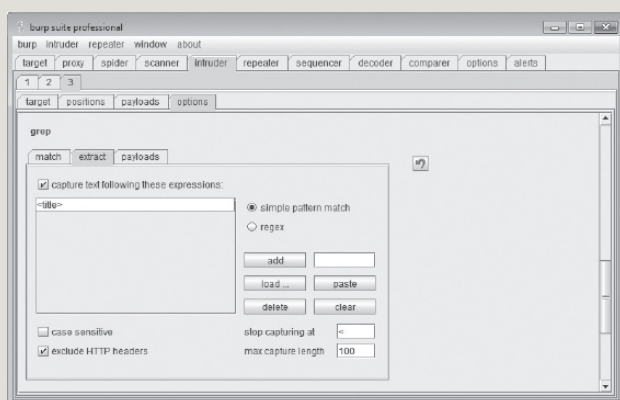 burp suite professional
burp intruder repeater window about
target proxy spider scanner intruder repeater sequencer decoder comparer options alerts
1 2 3
target positions payloads options
grep
match extract payloads
capture text following these expressions:
<title>
simple pattern match
regex
add
load ... paste
delete clear
case sensitive stop capturing at <
exclude HTTP headers max capture length 100